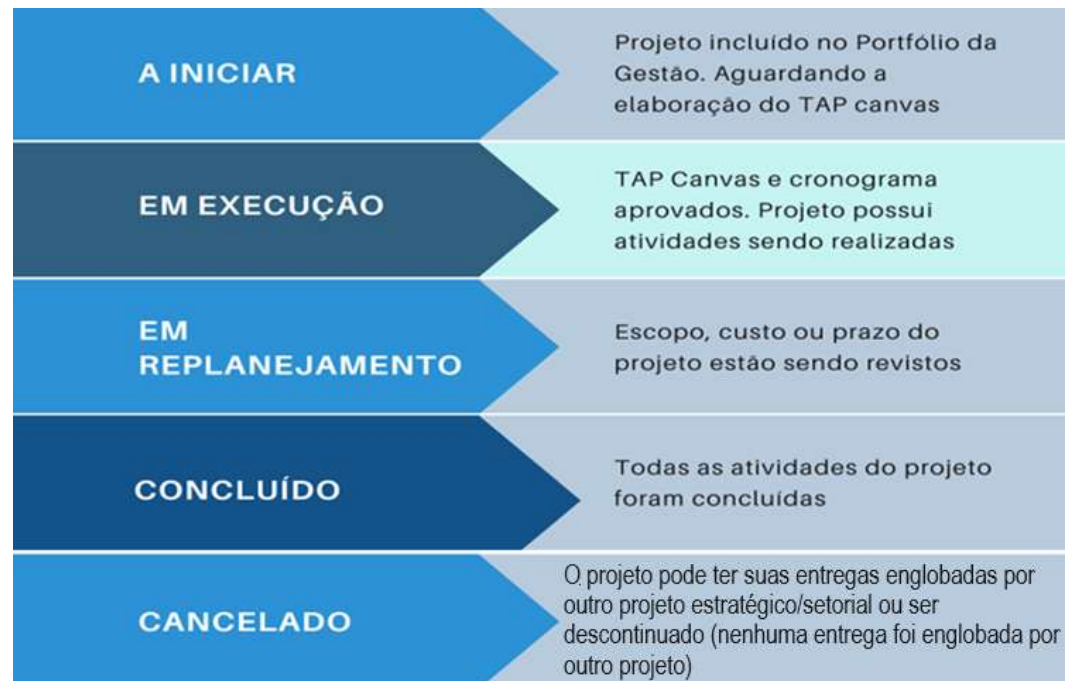 A INICIAR
Projeto incluído no Portfólio da
Gestão. Aguardando a
elaboração do TAP canvas
EM EXECUÇÃO
TAP Canvas e cronograma
aprovados. Projeto possui
atividades sendo realizadas
EM
REPLANEJAMENTO
Escopo, custo ou prazo do
projeto estão sendo revistos
CONCLUÍDO
Todas as atividades do projeto
foram concluídas
CANCELADO
O projeto pode ter suas entregas englobadas por
outro projeto estratégico/setorial ou ser
descontinuado (nenhuma entrega foi englobada por
outro projeto)